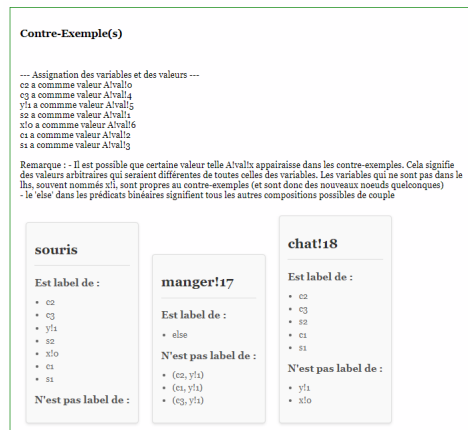 Contre-Exemple(s)
--- Assignation des variables et des valeurs ---
c2 a commme valeur A!val!0
c3 a commme valeur A!val!4
y!1 a commme valeur A!val!5
s2 a commme valeur A!val!1
x!0 a commme valeur A!val!6
c1 a commme valeur A!val!2
s1 a commme valeur A!val!3
Remarque : - Il est possible que certaine valeur telle A!val!x appairaisse dans les contre-exemples. Cela signifie
des valeurs arbitraires qui seraient différentes de toutes celles des variables. Les variables qui ne sont pas dans le
lhs, souvent nommés x!i, sont propres au contre-exemples (et sont donc des nouveaux noeuds quelconques)
- le 'else' dans les prédicats binéaires signifient tous les autres compositions possibles de couple
souris
Est label de :
• c2
• c3
• y!1
• s2
• x!0
• c1
• s1
N'est pas label de :
manger!17
Est label de :
• else
N'est pas label de :
• (c2, y!1)
• (c1, y!1)
• (c3, y!1)
chat!18
Est label de :
• c2
• c3
• s2
• c1
• s1
N'est pas label de :
• y!1
• x!0